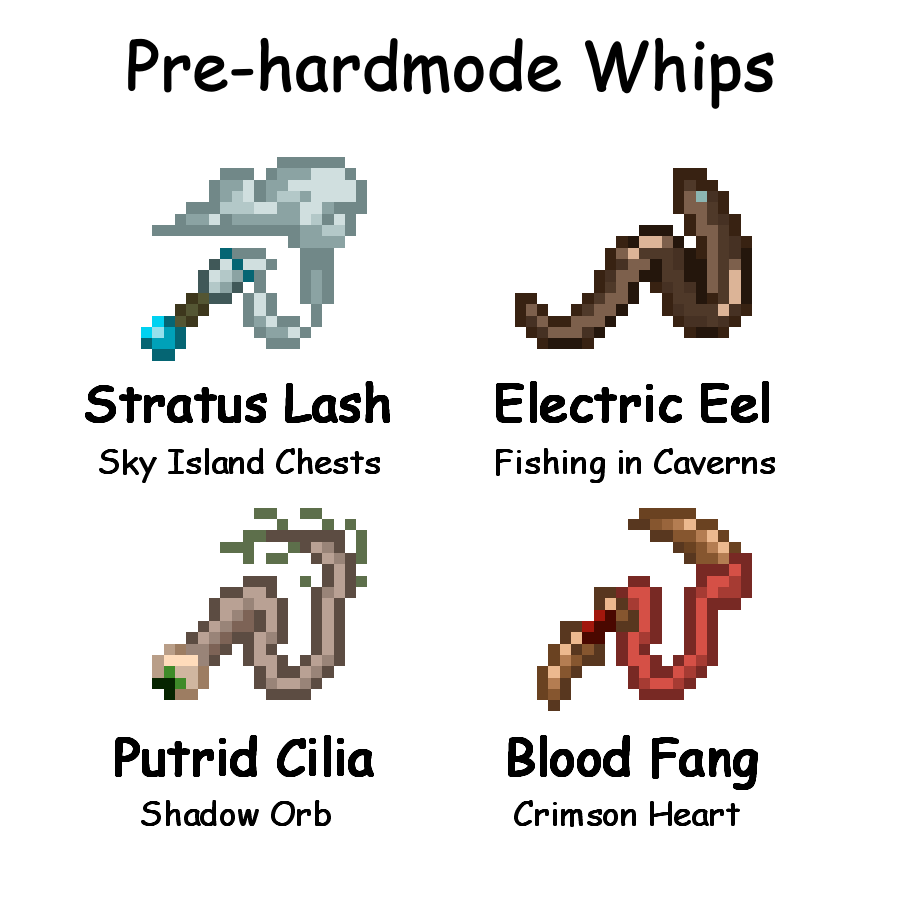 Pre-hardmode Whips
Stratus Lash
Electric Eel
Sky Island Chests
Fishing in Caverns
Putrid Cilia
Blood Fang
Shadow Orb
Crimson Heart